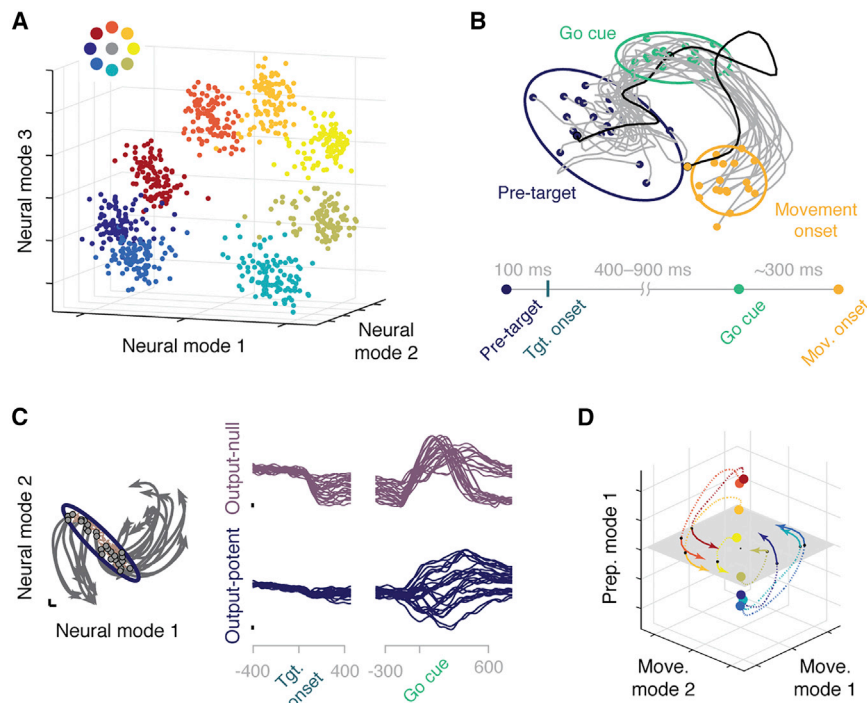 A
Neural mode 3
Neural mode 1
Neural
mode 2
B
Go cue
Pre-target
Movement
onset
100 ms
400–900 ms
~300 ms
Pre-target
Tgt. onset
Go cue
Mov. onset
C
Neural mode 2
Neural mode 1
Output-null
Output-potent
-400
Tgt.
onset
400
-300
Go cue
600
D
Prep. mode 1
Move.
mode 2
Move.
mode 1